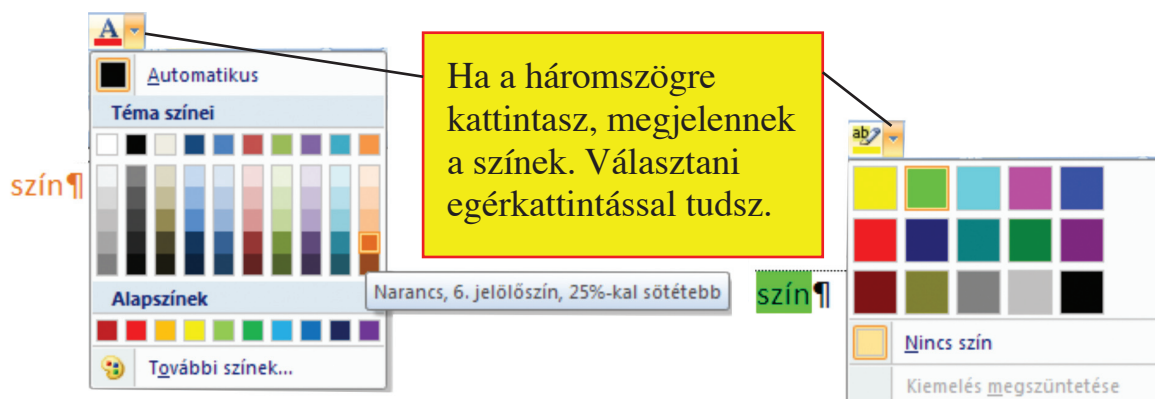 A
Automatikus
Téma színei
szín¶
Narancs, 6. jelölőszín, 25%-kal sötétebb
Alapszínek
További színek...
Ha a háromszögre
kattintasz, megjelennek
a színek. Választani
egérkattintással tudsz.
ab
szín¶
Nincs szín
Kiemelés megszüntetése